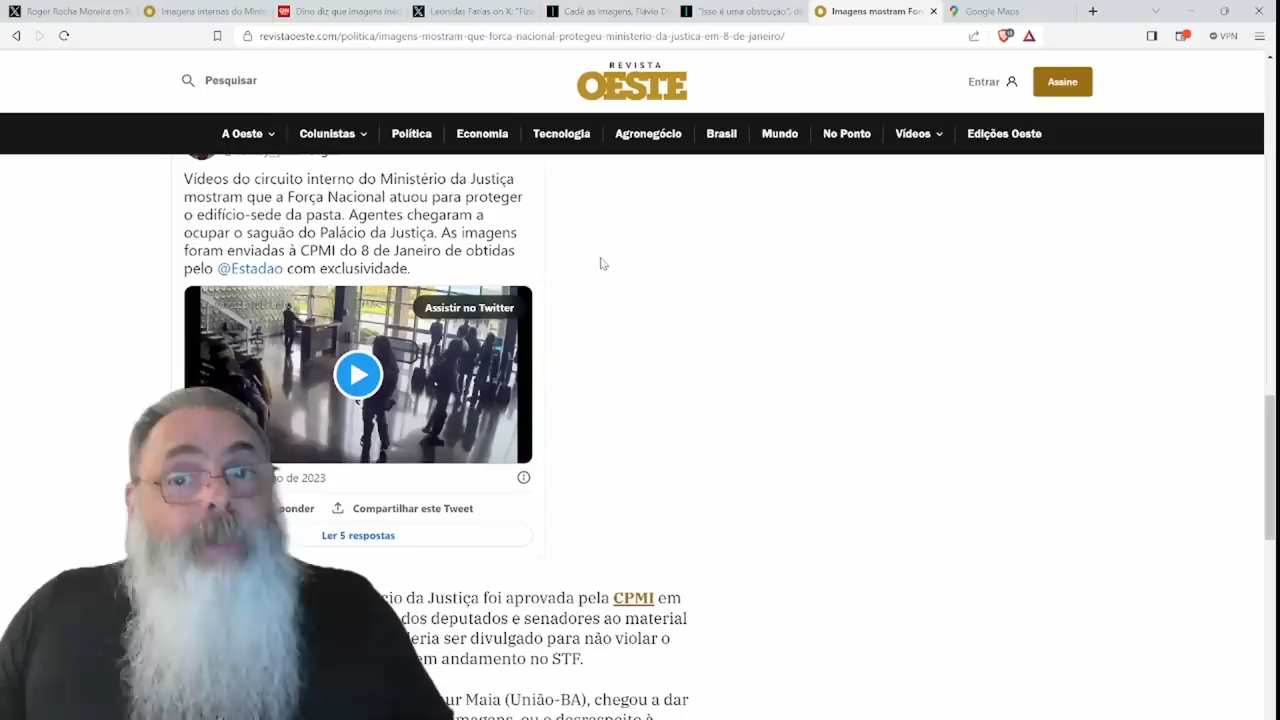 Roger Rocha Moreira on X:
Imagens internas do Minist
Dino diz que imagens inéc
Leonidas Farias on X: "Fizi
Cadê as imagens, Flávio Di
"Isso é uma obstrução", di
Imagens mostram For
Google Maps
revistaoeste.com/politica/imagens-mostram-que-forca-nacional-protegeu-ministerio-da-justica-em-8-de-janeiro/
VPN
Pesquisar
REVISTA
OESTE
Entrar
Assine
A Oeste
Colunistas
Política
Economia
Tecnologia
Agronegócio
Brasil
Mundo
No Ponto
Vídeos
Edições Oeste
Vídeos do circuito interno do Ministério da Justiça
mostram que a Força Nacional atuou para proteger
o edifício-sede da pasta. Agentes chegaram a
ocupar o saguão do Palácio da Justiça. As imagens
foram enviadas à CPMI do 8 de Janeiro de obtidas
pelo @Estadao com exclusividade.
Assistir no Twitter
go de 2023
ponder
Compartilhar este Tweet
Ler 5 respostas
cio da Justiça foi aprovada pela CPMI em
dos deputados e senadores ao material
eria ser divulgado para não violar o
em andamento no STF.
ur Maia (União-BA), chegou a dar